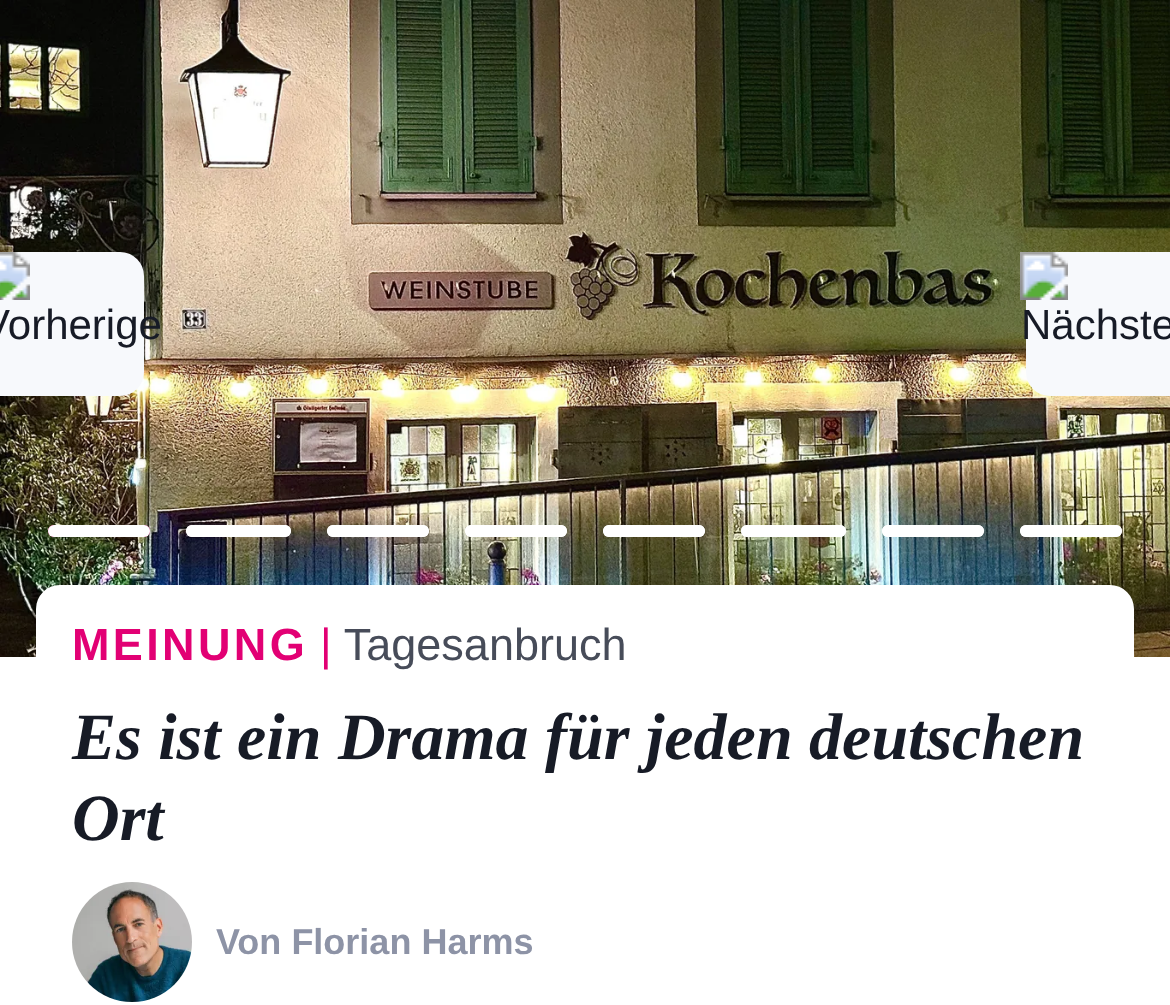 WEINSTUBE
Kochenbas
33
Vorherige
Nächste
MEINUNG | Tagesanbruch
Es ist ein Drama für jeden deutschen
Ort
Von Florian Harms